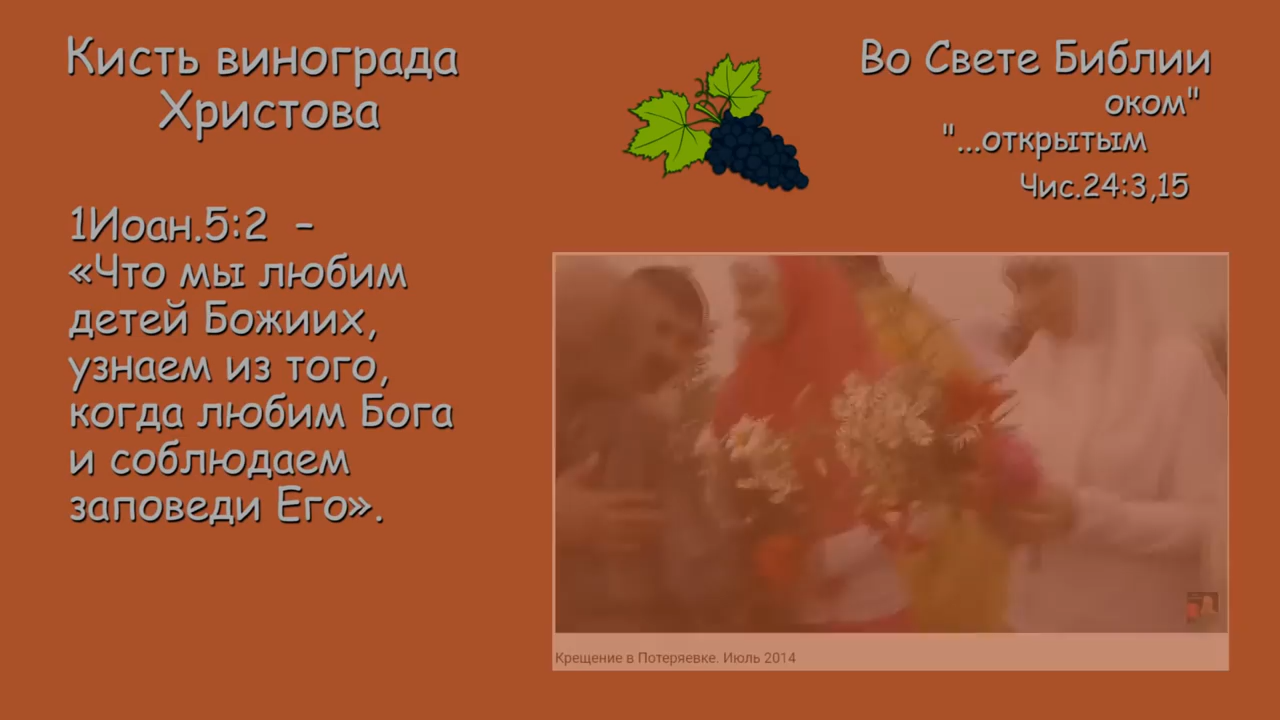 Кисть винограда
Христова
Во Свете Библии
оком"
"...открытым
Чис.24:3,15
1Иоан.5:2 –
«Что мы любим
детей Божиих,
узнаем из того,
когда любим Бога
и соблюдаем
заповеди Его».
Крещение в Потеряевке. Июль 2014